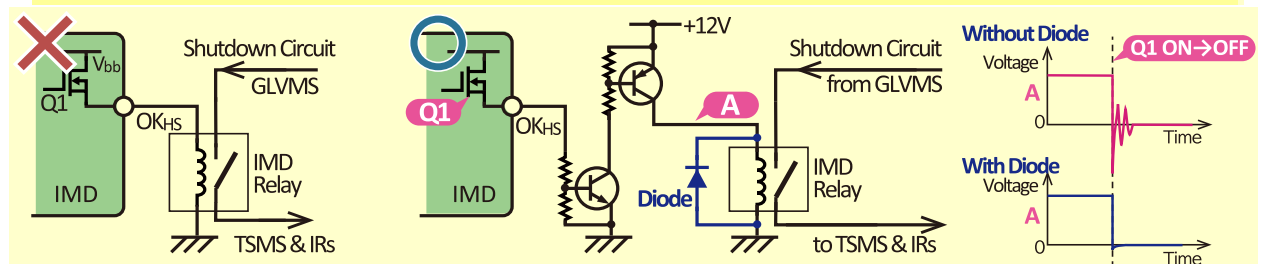 Vbb
Q1
OKHS
IMD
Shutdown Circuit
GLVMS
IMD
Relay
TSMS & IRs
Q1
OKHS
IMD
+12V
A
Diode
Shutdown Circuit
from GLVMS
IMD
Relay
to TSMS & IRs
Without Diode
Voltage
A
0
Time
Q1 ON→OFF
With Diode
Voltage
A
0
Time